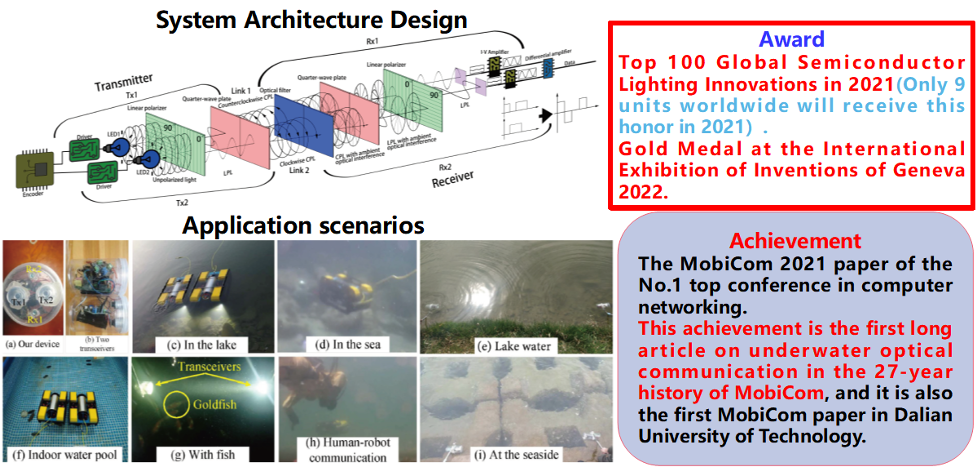 System Architecture Design
Rx1
I-V Amplifier
Differential amplifier
Data
Linear polarizer
LPL
Transmitter
Tx1
Quarter-wave plate
Link 1
Quarter-wave plate
Optical filter
Counterclockwise CPL
Linear polarizer
Driver
LED1
90
0
90
0
LED2
Encoder
Driver
Unpolarized light
LPL
Clockwise CPL
Link 2
CPL with ambient
optical interference
LPL with ambient
optical interference
Tx2
Rx2
Receiver
Award
Top 100 Global Semiconductor
Lighting Innovations in 2021(Only 9
units worldwide will receive this
honor in 2021) .
Gold Medal at the International
Exhibition of Inventions of Geneva
2022.
Application scenarios
Tx1
Tx2
Rx1
(a) Our device
(b) Two
transceivers
(c) In the lake
(d) In the sea
(e) Lake water
(f) Indoor water pool
Transceivers
Goldfish
(g) With fish
(h) Human-robot
communication
(i) At the seaside
Achievement
The MobiCom 2021 paper of the
No.1 top conference in computer
networking.
This achievement is the first long
article on underwater optical
communication in the 27-year
history of MobiCom, and it is also
the first MobiCom paper in Dalian
University of Technology.